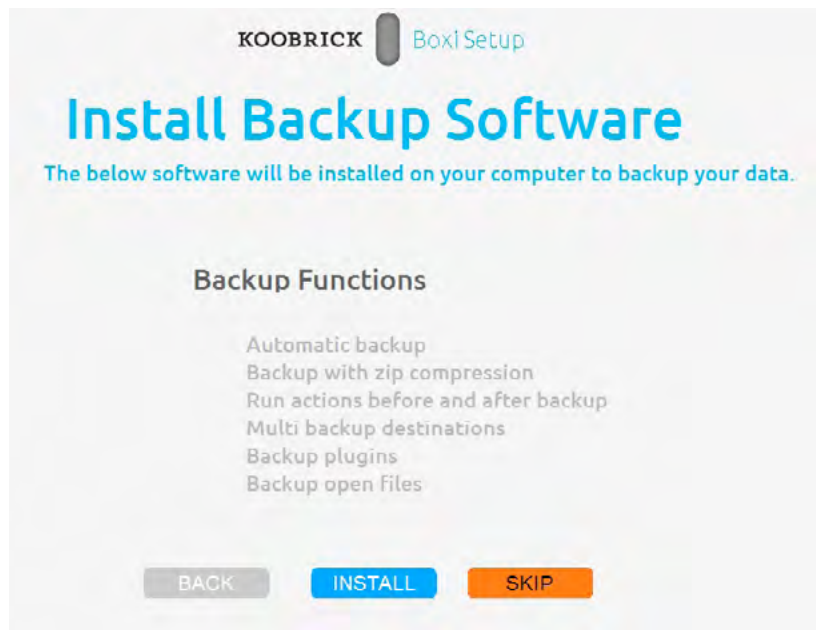 KOOBRICK Boxi Setup
Install Backup Software
The below software will be installed on your computer to backup your data.
Backup Functions
Automatic backup
Backup with zip compression
Run actions before and after backup
Multi backup destinations
Backup plugins
Backup open files
BACK INSTALL SKIP